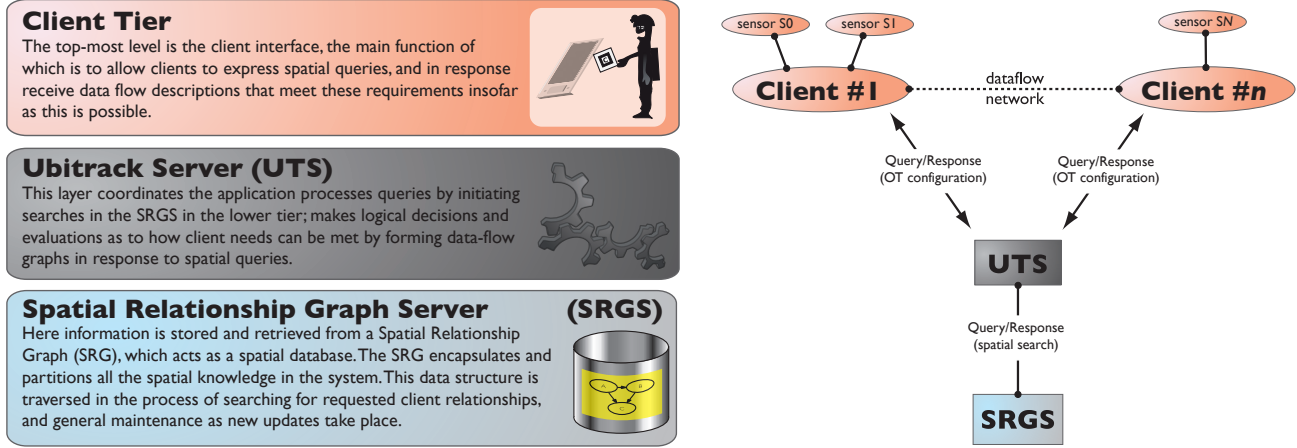 Client Tier
The top-most level is the client interface, the main function of
which is to allow clients to express spatial queries, and in response
receive data flow descriptions that meet these requirements insofar
as this is possible.
C
Ubitrack Server (UTS)
This layer coordinates the application processes queries by initiating
searches in the SRGS in the lower tier; makes logical decisions and
evaluations as to how client needs can be met by forming data-flow
graphs in response to spatial queries.
Spatial Relationship Graph Server (SRGS)
Here information is stored and retrieved from a Spatial Relationship
Graph (SRG), which acts as a spatial database. The SRG encapsulates and
partitions all the spatial knowledge in the system. This data structure is
traversed in the process of searching for requested client relationships,
and general maintenance as new updates take place.
A B
C
sensor S0 sensor S1 sensor SN
Client #1 dataflow Client #n
network
Query/Response Query/Response
(OT configuration) (OT configuration)
UTS
Query/Response
(spatial search)
SRGS